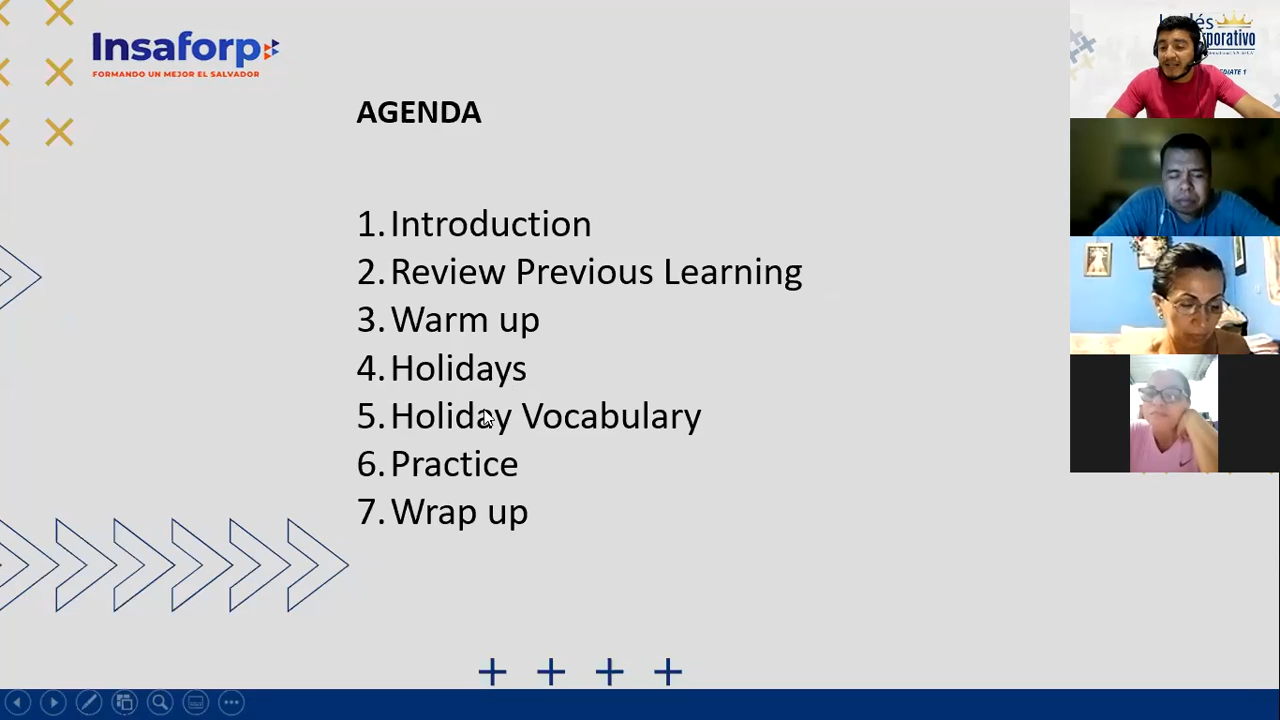 Insaforp
FORMANDO UN MEJOR EL SALVADOR
AGENDA
1. Introduction
2. Review Previous Learning
3. Warm up
4. Holidays
5. Holiday Vocabulary
6. Practice
7. Wrap up